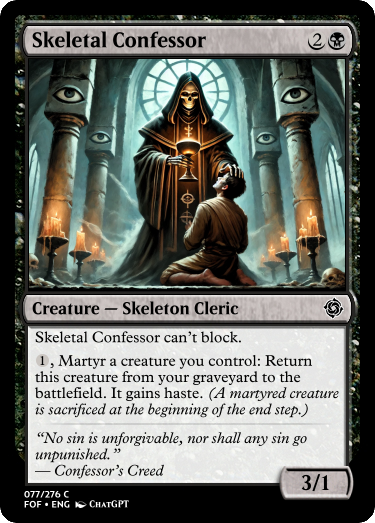 Skeletal Confessor 2
Creature — Skeleton Cleric
Skeletal Confessor can't block.
1, Martyr a creature you control: Return
this creature from your graveyard to the
battlefield. It gains haste. (A martyred creature
is sacrificed at the beginning of the end step.)
"No sin is unforgivable, nor shall any sin go
unpunished."
— Confessor's Creed
3/1
077/276 C
FOF • ENG ChatGPT